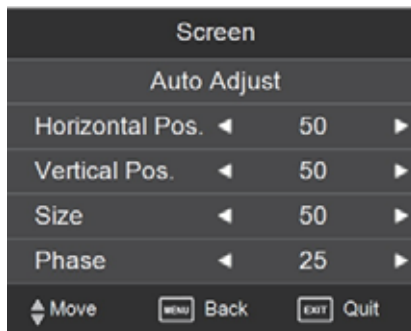 Screen
Auto Adjust
Horizontal Pos. ◀ 50 ▶
Vertical Pos. ◀ 50 ▶
Size ◀ 50 ▶
Phase ◀ 25 ▶
Move MENU Back EXIT Quit